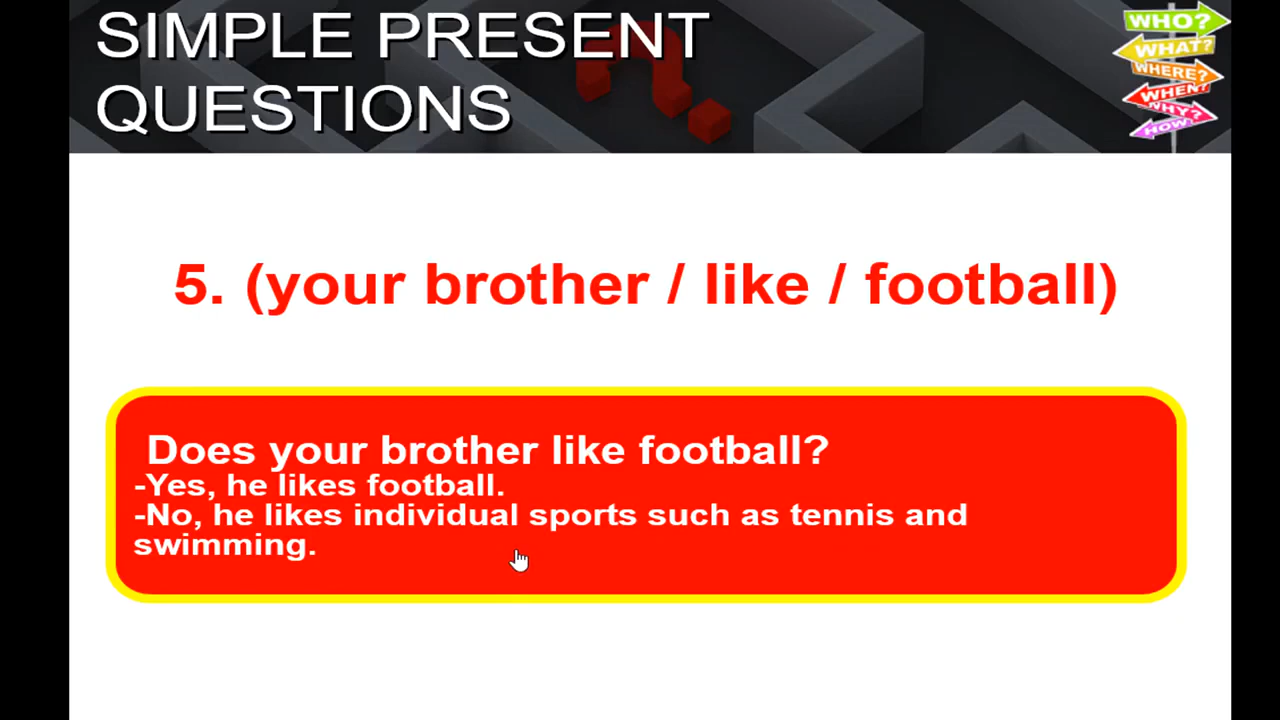 SIMPLE PRESENT
QUESTIONS
WHO?
WHAT?
WHERE?
WHEN?
WHY?
HOW?
5. (your brother / like / football)
Does your brother like football?
-Yes, he likes football.
-No, he likes individual sports such as tennis and
swimming.